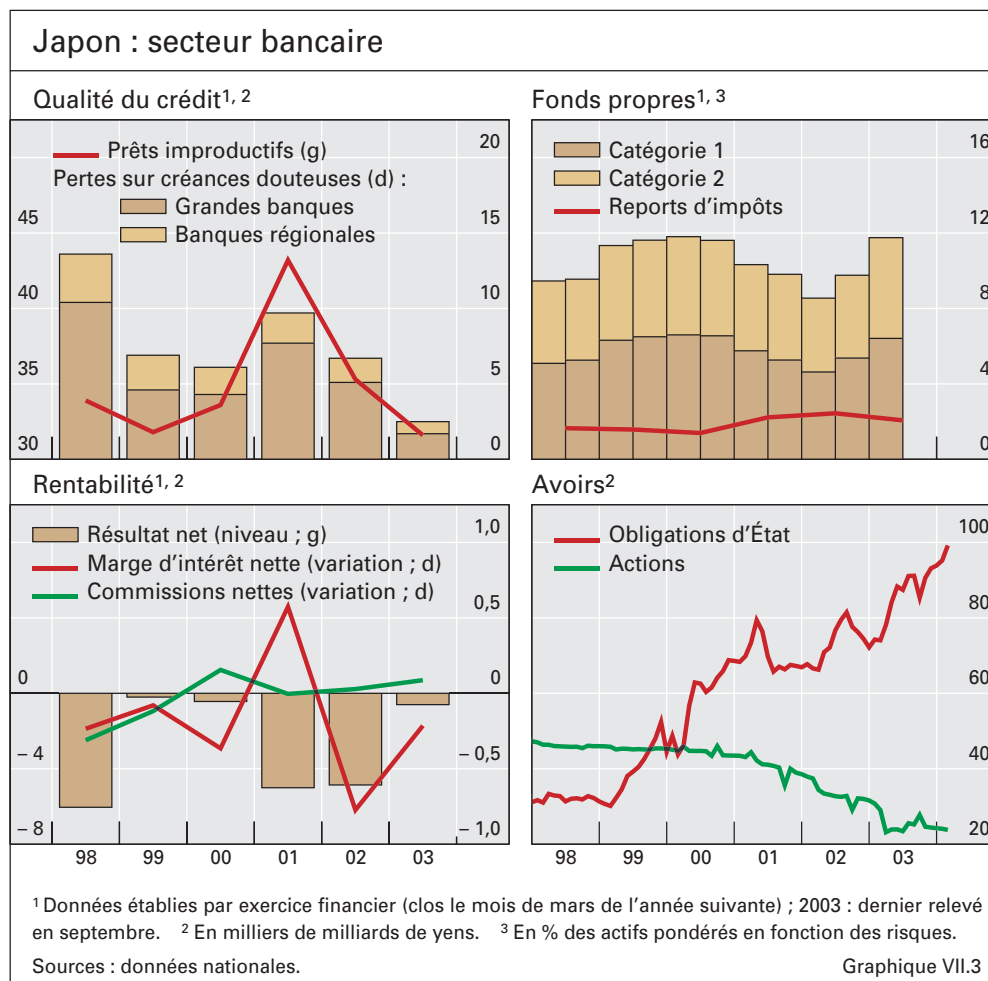 Japon : secteur bancaire
Qualité du crédit1, 2
Prêts improductifs (g)
Pertes sur créances douteuses (d) :
Grandes banques
Banques régionales
20
45
15
40
10
35
5
30
0
Fonds propres1, 3
Catégorie 1
Catégorie 2
Reports d'impôts
16
12
8
4
0
Rentabilité1, 2
Résultat net (niveau ; g)
Marge d'intérêt nette (variation ; d)
Commissions nettes (variation ; d)
1,0
0,5
0
0
– 4
– 0,5
– 8
– 1,0
98 99 00 01 02 03
Avoirs2
Obligations d'État
Actions
100
80
60
40
20
98 99 00 01 02 03
1 Données établies par exercice financier (clos le mois de mars de l'année suivante) ; 2003 : dernier relevé
en septembre. 2 En milliers de milliards de yens. 3 En % des actifs pondérés en fonction des risques.
Sources : données nationales.
Graphique VII.3